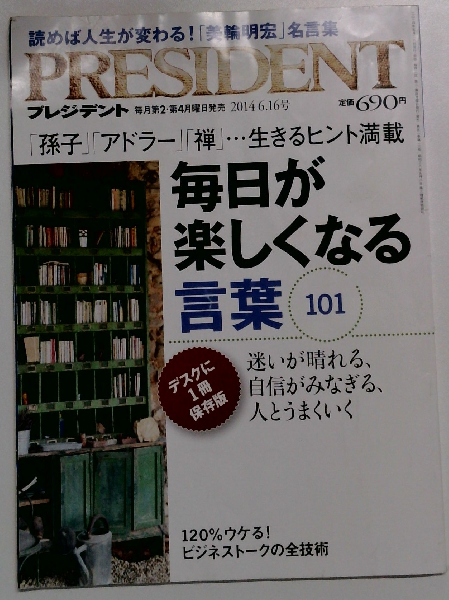 読めば人生が変わる!「美輪明宏」名言集
PRESIDENT
プレジデント 毎月第2・第4月曜日発売 2014 6.16号 定価690円
「孫子」「アドラー」「禅」…生きるヒント満載
毎日が
楽しくなる
言葉 101
デスクに
1冊
保存版
迷いが晴れる、
自信がみなぎる、
人とうまくいく
120%ウケる!
ビジネストークの全技術